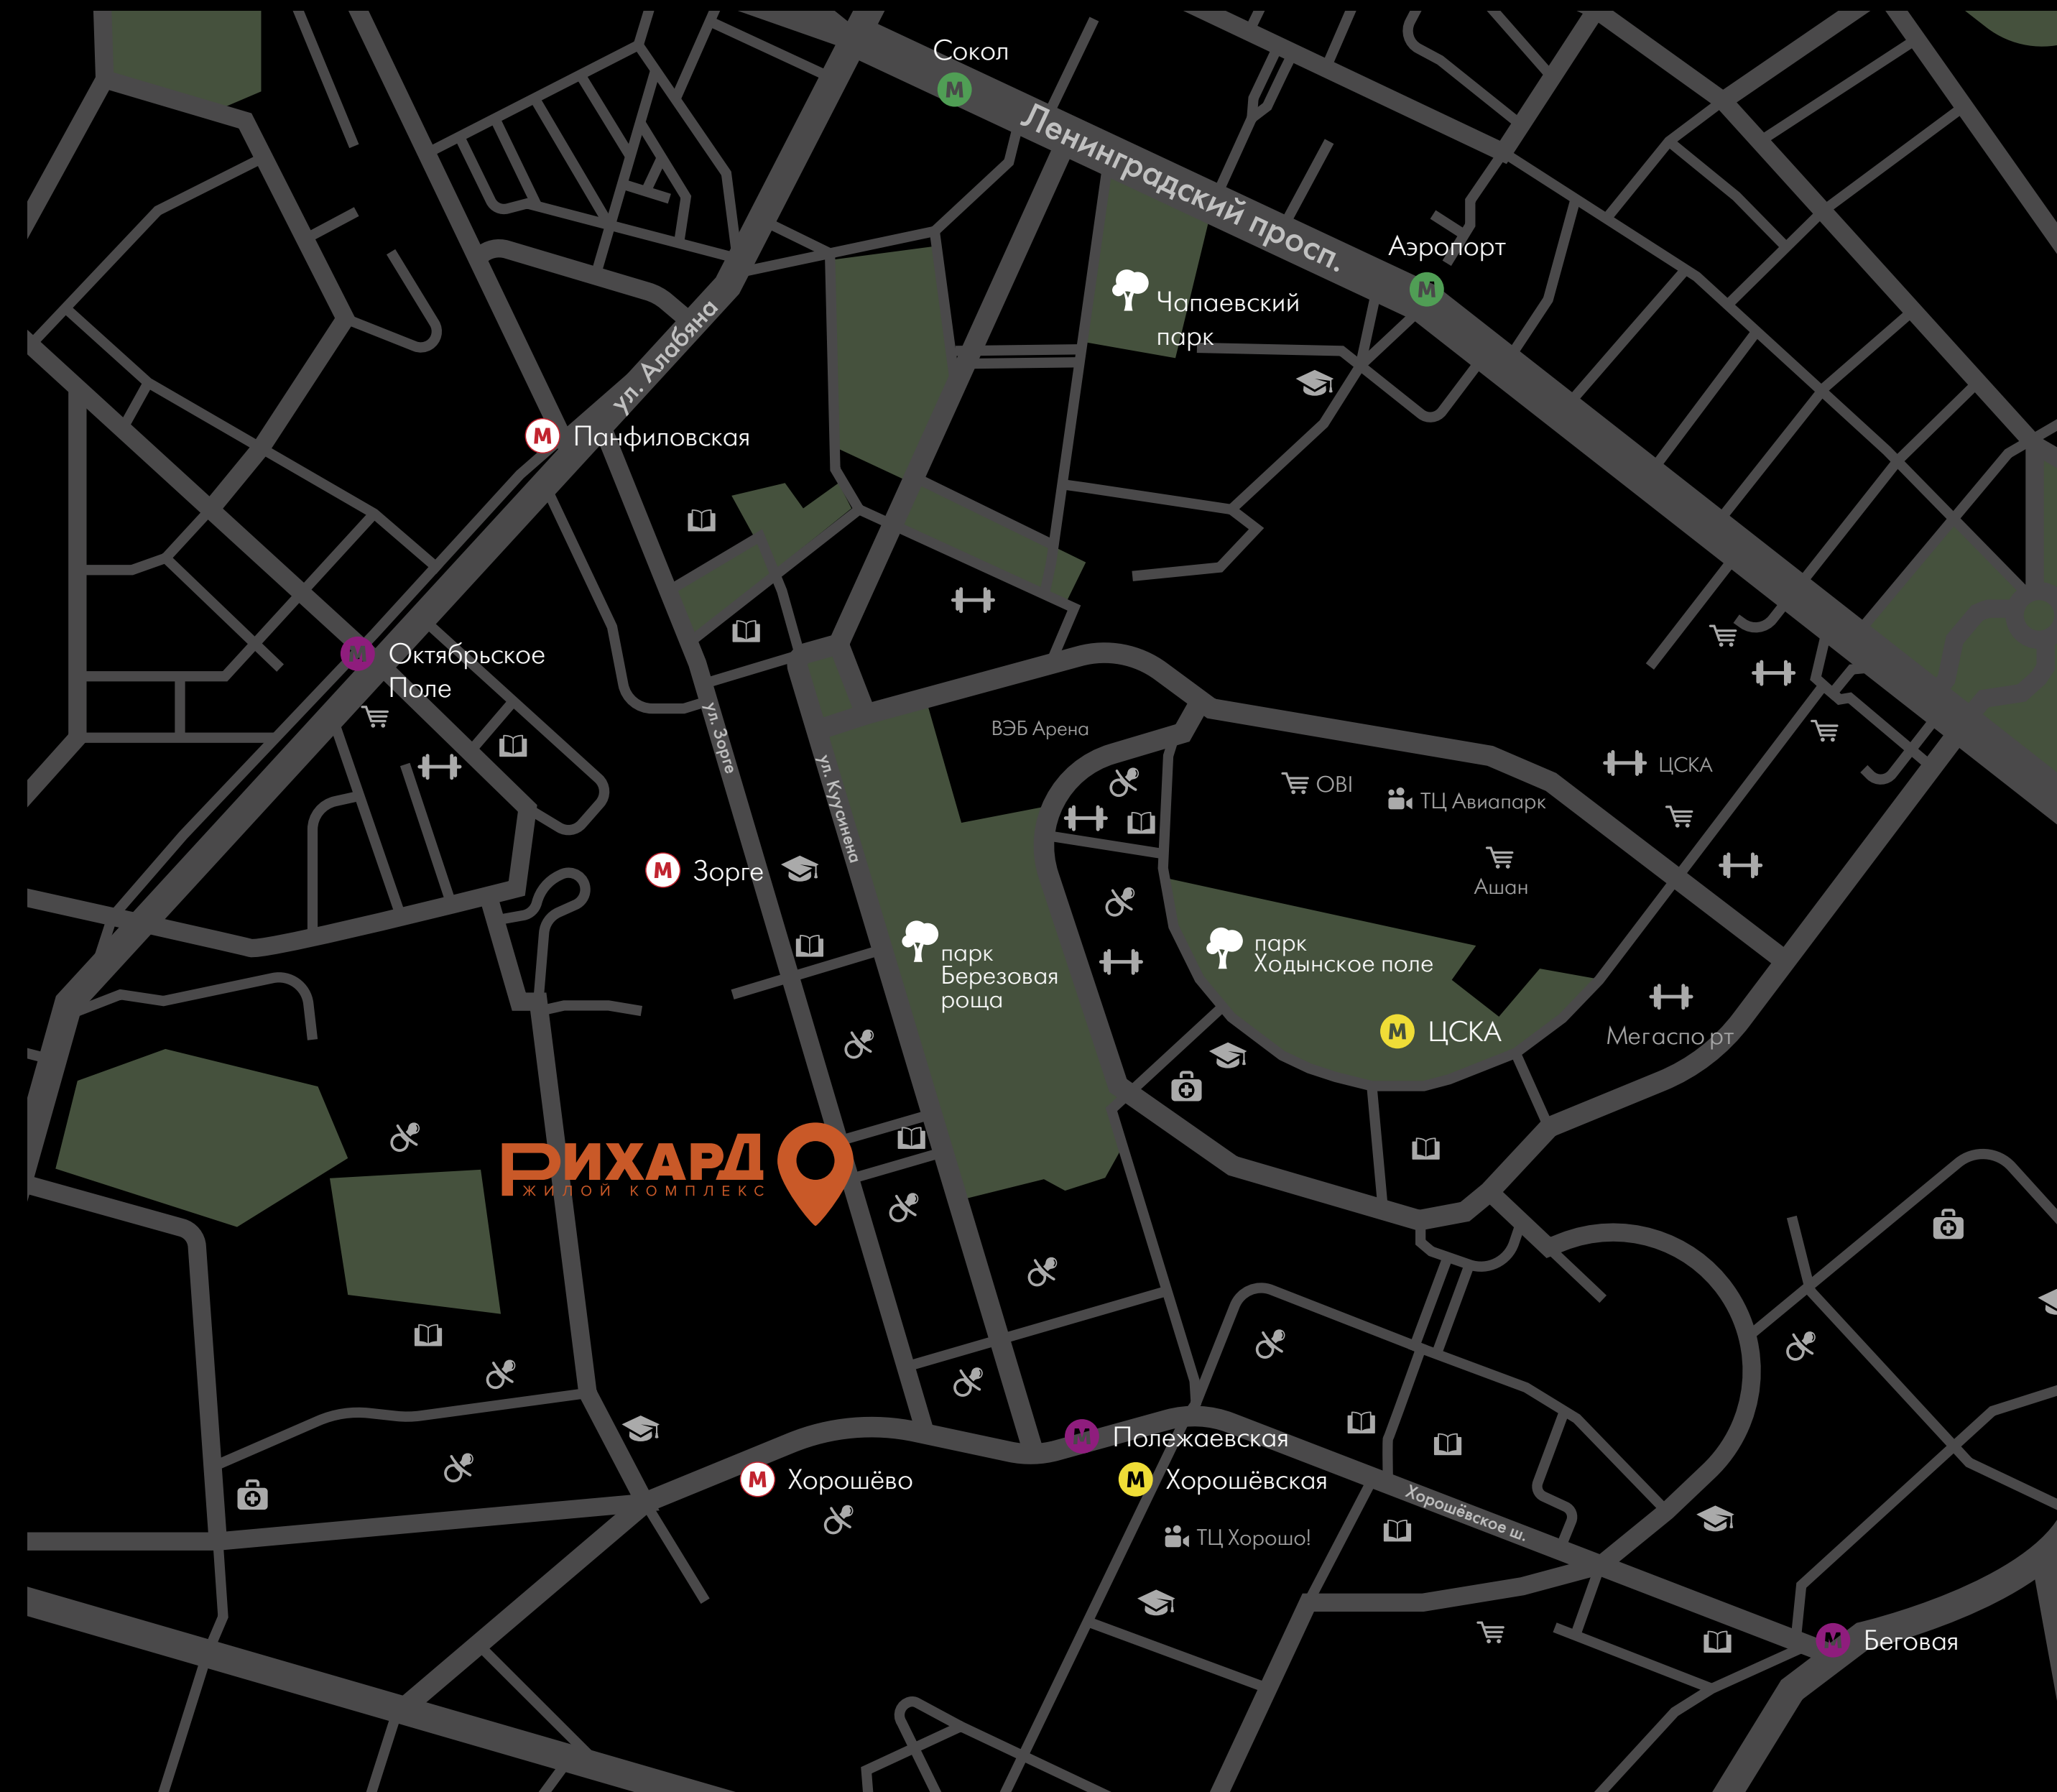 Сокол
М
Ленинградский просп.
Аэропорт
М
Чапаевский
парк
ул. Алабяна
М
Панфиловская
М
Октябрьское
Поле
ул. Зорге
ул. Куусинена
ВЭБ Арена
OBI
ТЦ Авиапарк
ЦСКА
Ашан
М
Зорге
парк
Березовая
роща
парк
Ходынское поле
М
ЦСКА
Мегаспорт
РИХАРД
ЖИЛОЙ КОМПЛЕКС
М
Полежаевская
М
Хорошёво
М
Хорошёвская
Хорошёвское ш.
ТЦ Хорошо!
М
Беговая